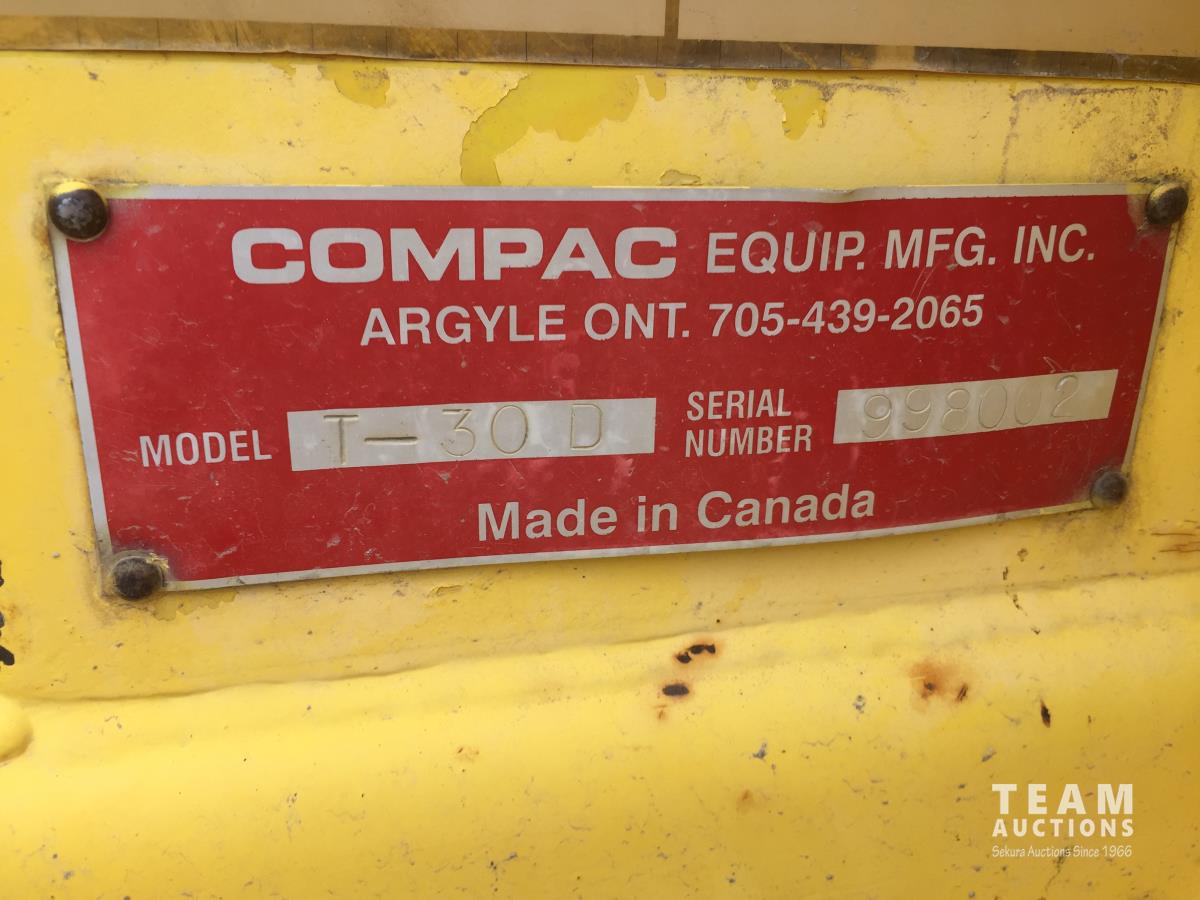 COMPAC EQUIP. MFG. INC.
ARGYLE ONT. 705-439-2065
MODEL T-30D
SERIAL NUMBER 998002
Made in Canada
TEAM
AUCTIONS
Sekura Auctions Since 1966